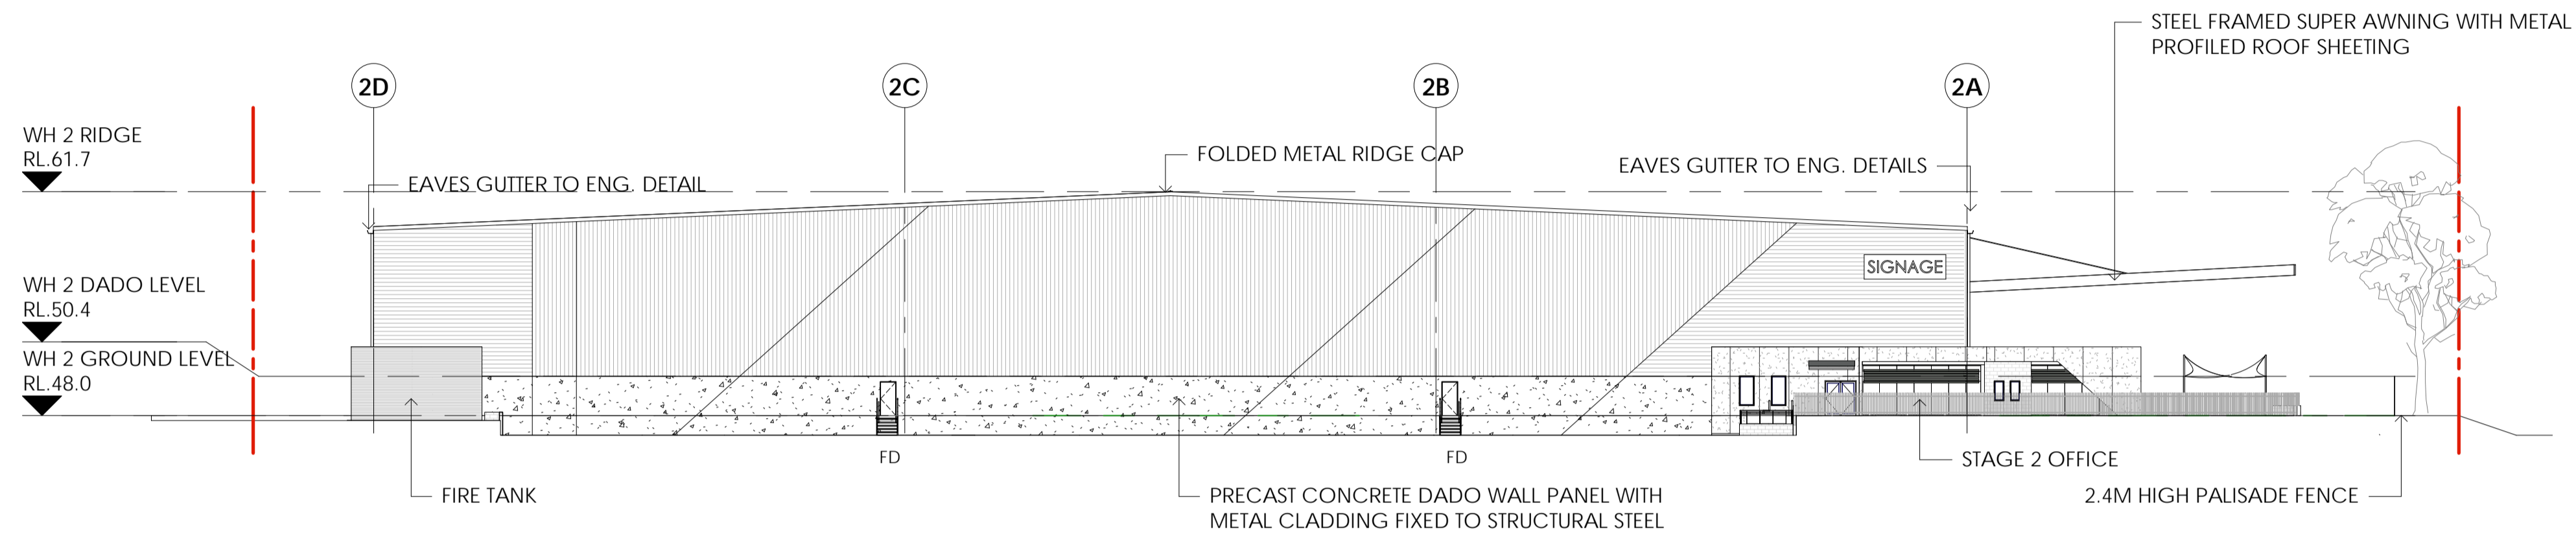 STEEL FRAMED SUPER AWNING WITH METAL
PROFILED ROOF SHEETING
2D
2C
2B
2A
WH 2 RIDGE
RL.61.7
FOLDED METAL RIDGE CAP
EAVES GUTTER TO ENG. DETAILS
EAVES GUTTER TO ENG. DETAIL
SIGNAGE
WH 2 DADO LEVEL
RL.50.4
WH 2 GROUND LEVEL
RL.48.0
FD
FD
STAGE 2 OFFICE
FIRE TANK
PRECAST CONCRETE DADO WALL PANEL WITH
METAL CLADDING FIXED TO STRUCTURAL STEEL
2.4M HIGH PALISADE FENCE